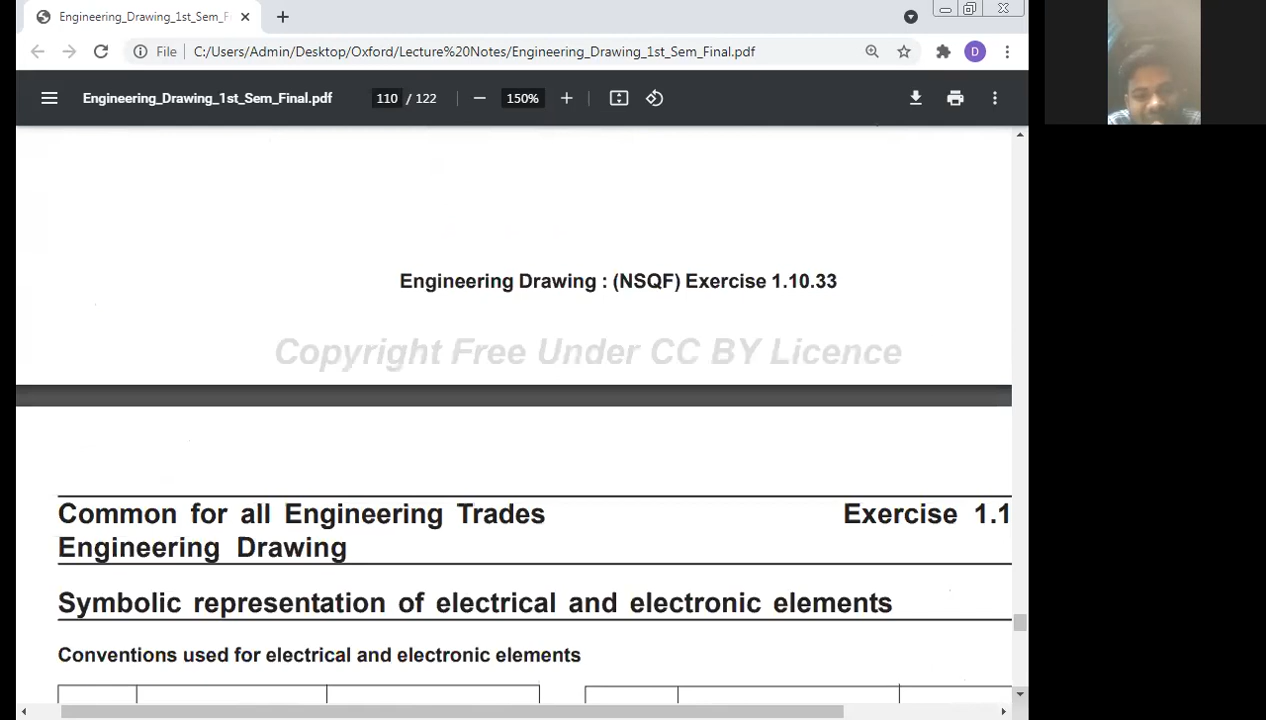 Engineering_Drawing_1st_Sem_Fi
File C:/Users/Admin/Desktop/Oxford/Lecture%20Notes/Engineering_Drawing_1st_Sem_Final.pdf
D
Engineering_Drawing_1st_Sem_Final.pdf
110 / 122
150%
Engineering Drawing : (NSQF) Exercise 1.10.33
Copyright Free Under CC BY Licence
Common for all Engineering Trades
Exercise 1.1
Engineering Drawing
Symbolic representation of electrical and electronic elements
Conventions used for electrical and electronic elements